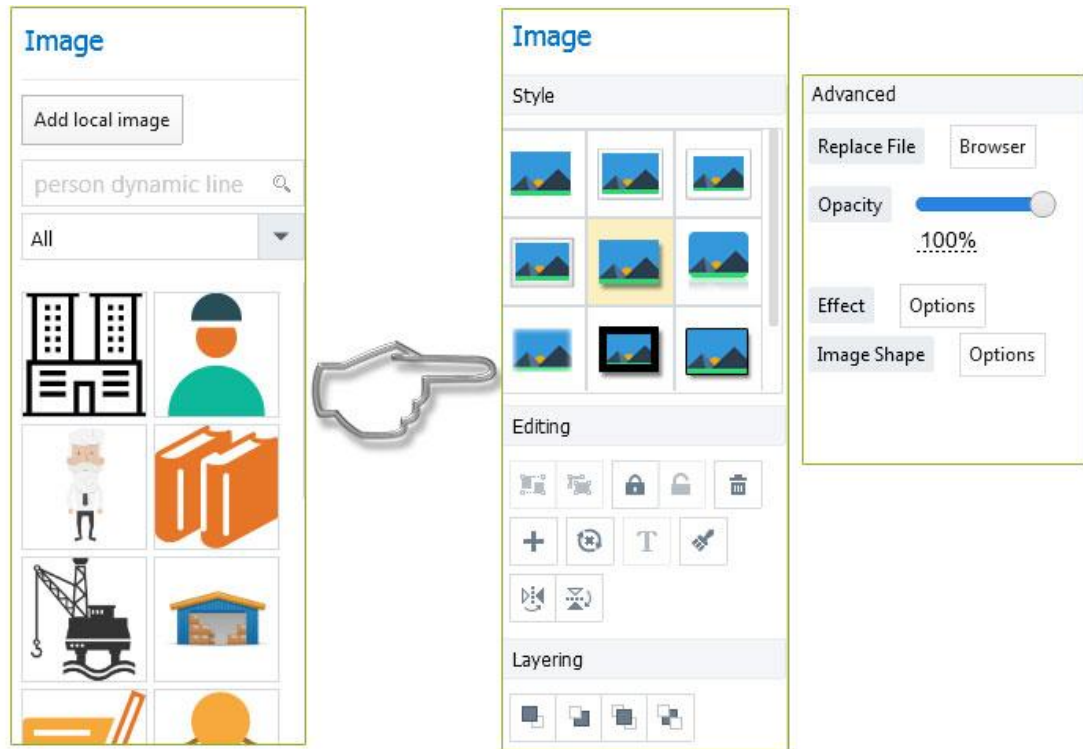 Image
Add local image
person dynamic line
All
Image
Style
Editing
T
Layering
Advanced
Replace File Browser
Opacity
100%
Effect Options
Image Shape Options